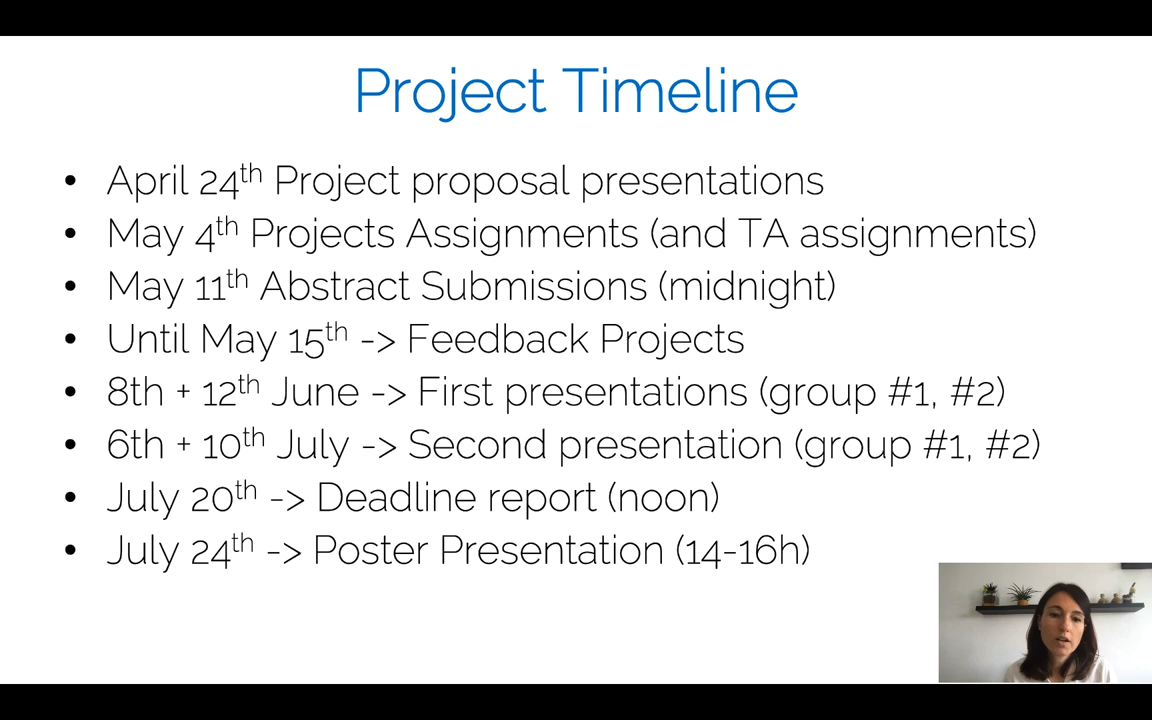 Project Timeline
• April 24th Project proposal presentations
• May 4th Projects Assignments (and TA assignments)
• May 11th Abstract Submissions (midnight)
• Until May 15th -> Feedback Projects
• 8th + 12th June -> First presentations (group #1, #2)
• 6th + 10th July -> Second presentation (group #1, #2)
• July 20th -> Deadline report (noon)
• July 24th -> Poster Presentation (14-16h)